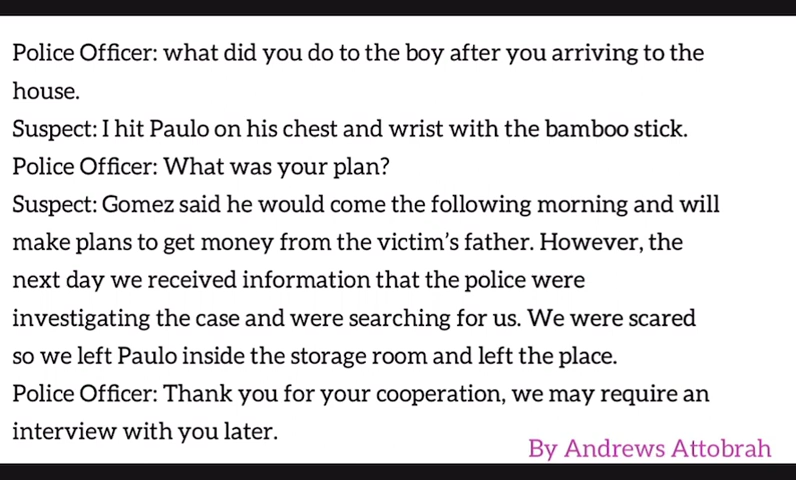 Police Officer: what did you do to the boy after you arriving to the
house.
Suspect: I hit Paulo on his chest and wrist with the bamboo stick.
Police Officer: What was your plan?
Suspect: Gomez said he would come the following morning and will
make plans to get money from the victim’s father. However, the
next day we received information that the police were
investigating the case and were searching for us. We were scared
so we left Paulo inside the storage room and left the place.
Police Officer: Thank you for your cooperation, we may require an
interview with you later.
By Andrews Attobrah